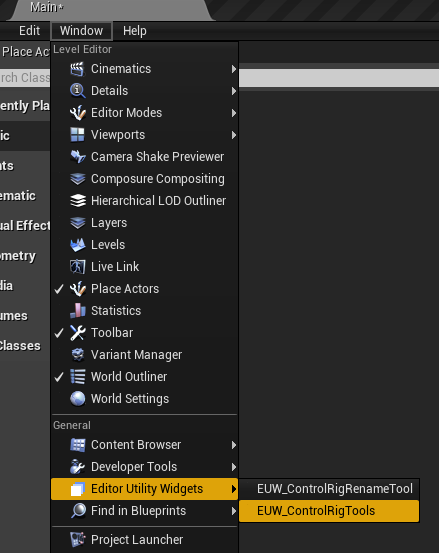 Main*
Edit Window Help
Level Editor
Place Ac
Cinematics
rch Class
Details
ently Pla
Editor Modes
Viewports
ic
Camera Shake Previewer
nts
Composure Compositing
ematic
Hierarchical LOD Outliner
ual Effect
Layers
Levels
ometry
Live Link
dia
Place Actors
umes
Statistics
Toolbar
Classes
Variant Manager
World Outliner
World Settings
General
Content Browser
Developer Tools
Editor Utility Widgets
EUW_ControlRigRenameTool
Find in Blueprints
EUW_ControlRigTools
Project Launcher